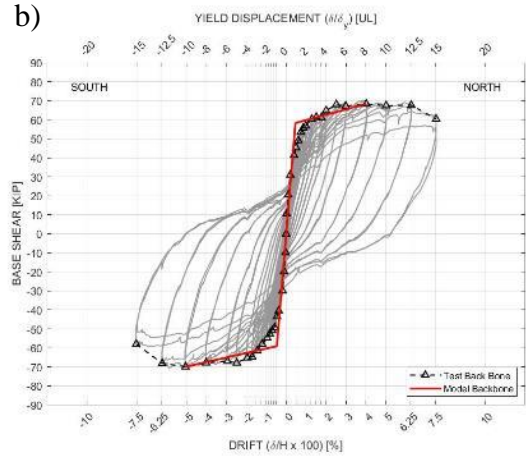 b)
YIELD DISPLACEMENT (δ/δy) [UL]
-20 -15 -12.5 -10 -8 -6 -4 -2 0 2 4 6 8 10 12.5 15 20
90
80
70
60
50
40
30
20
10
0
-10
-20
-30
-40
-50
-60
-70
-80
-90
BASE SHEAR [KIP]
SOUTH NORTH
Test Back Bone
Model Backbone
-10 -7.5 -6.25 -5 -4 -3 -2 -1 0 1 2 3 4 5 6.25 7.5 10
DRIFT (δ/H x 100) [%]